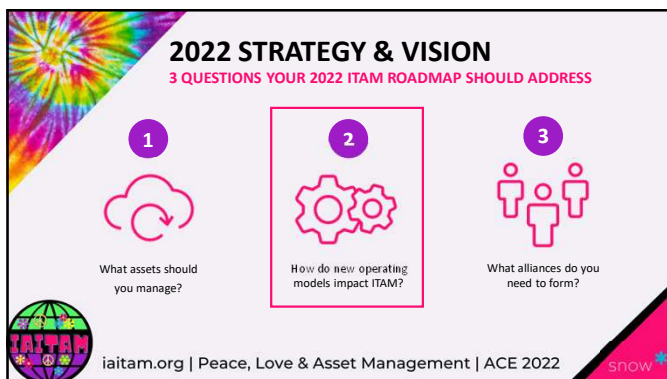 2022 STRATEGY & VISION
3 QUESTIONS YOUR 2022 ITAM ROADMAP SHOULD ADDRESS
1
2
3
What assets should
you manage?
How do new operating
models impact ITAM?
What alliances do you
need to form?
IAITAM
iaitam.org | Peace, Love & Asset Management | ACE 2022
snow